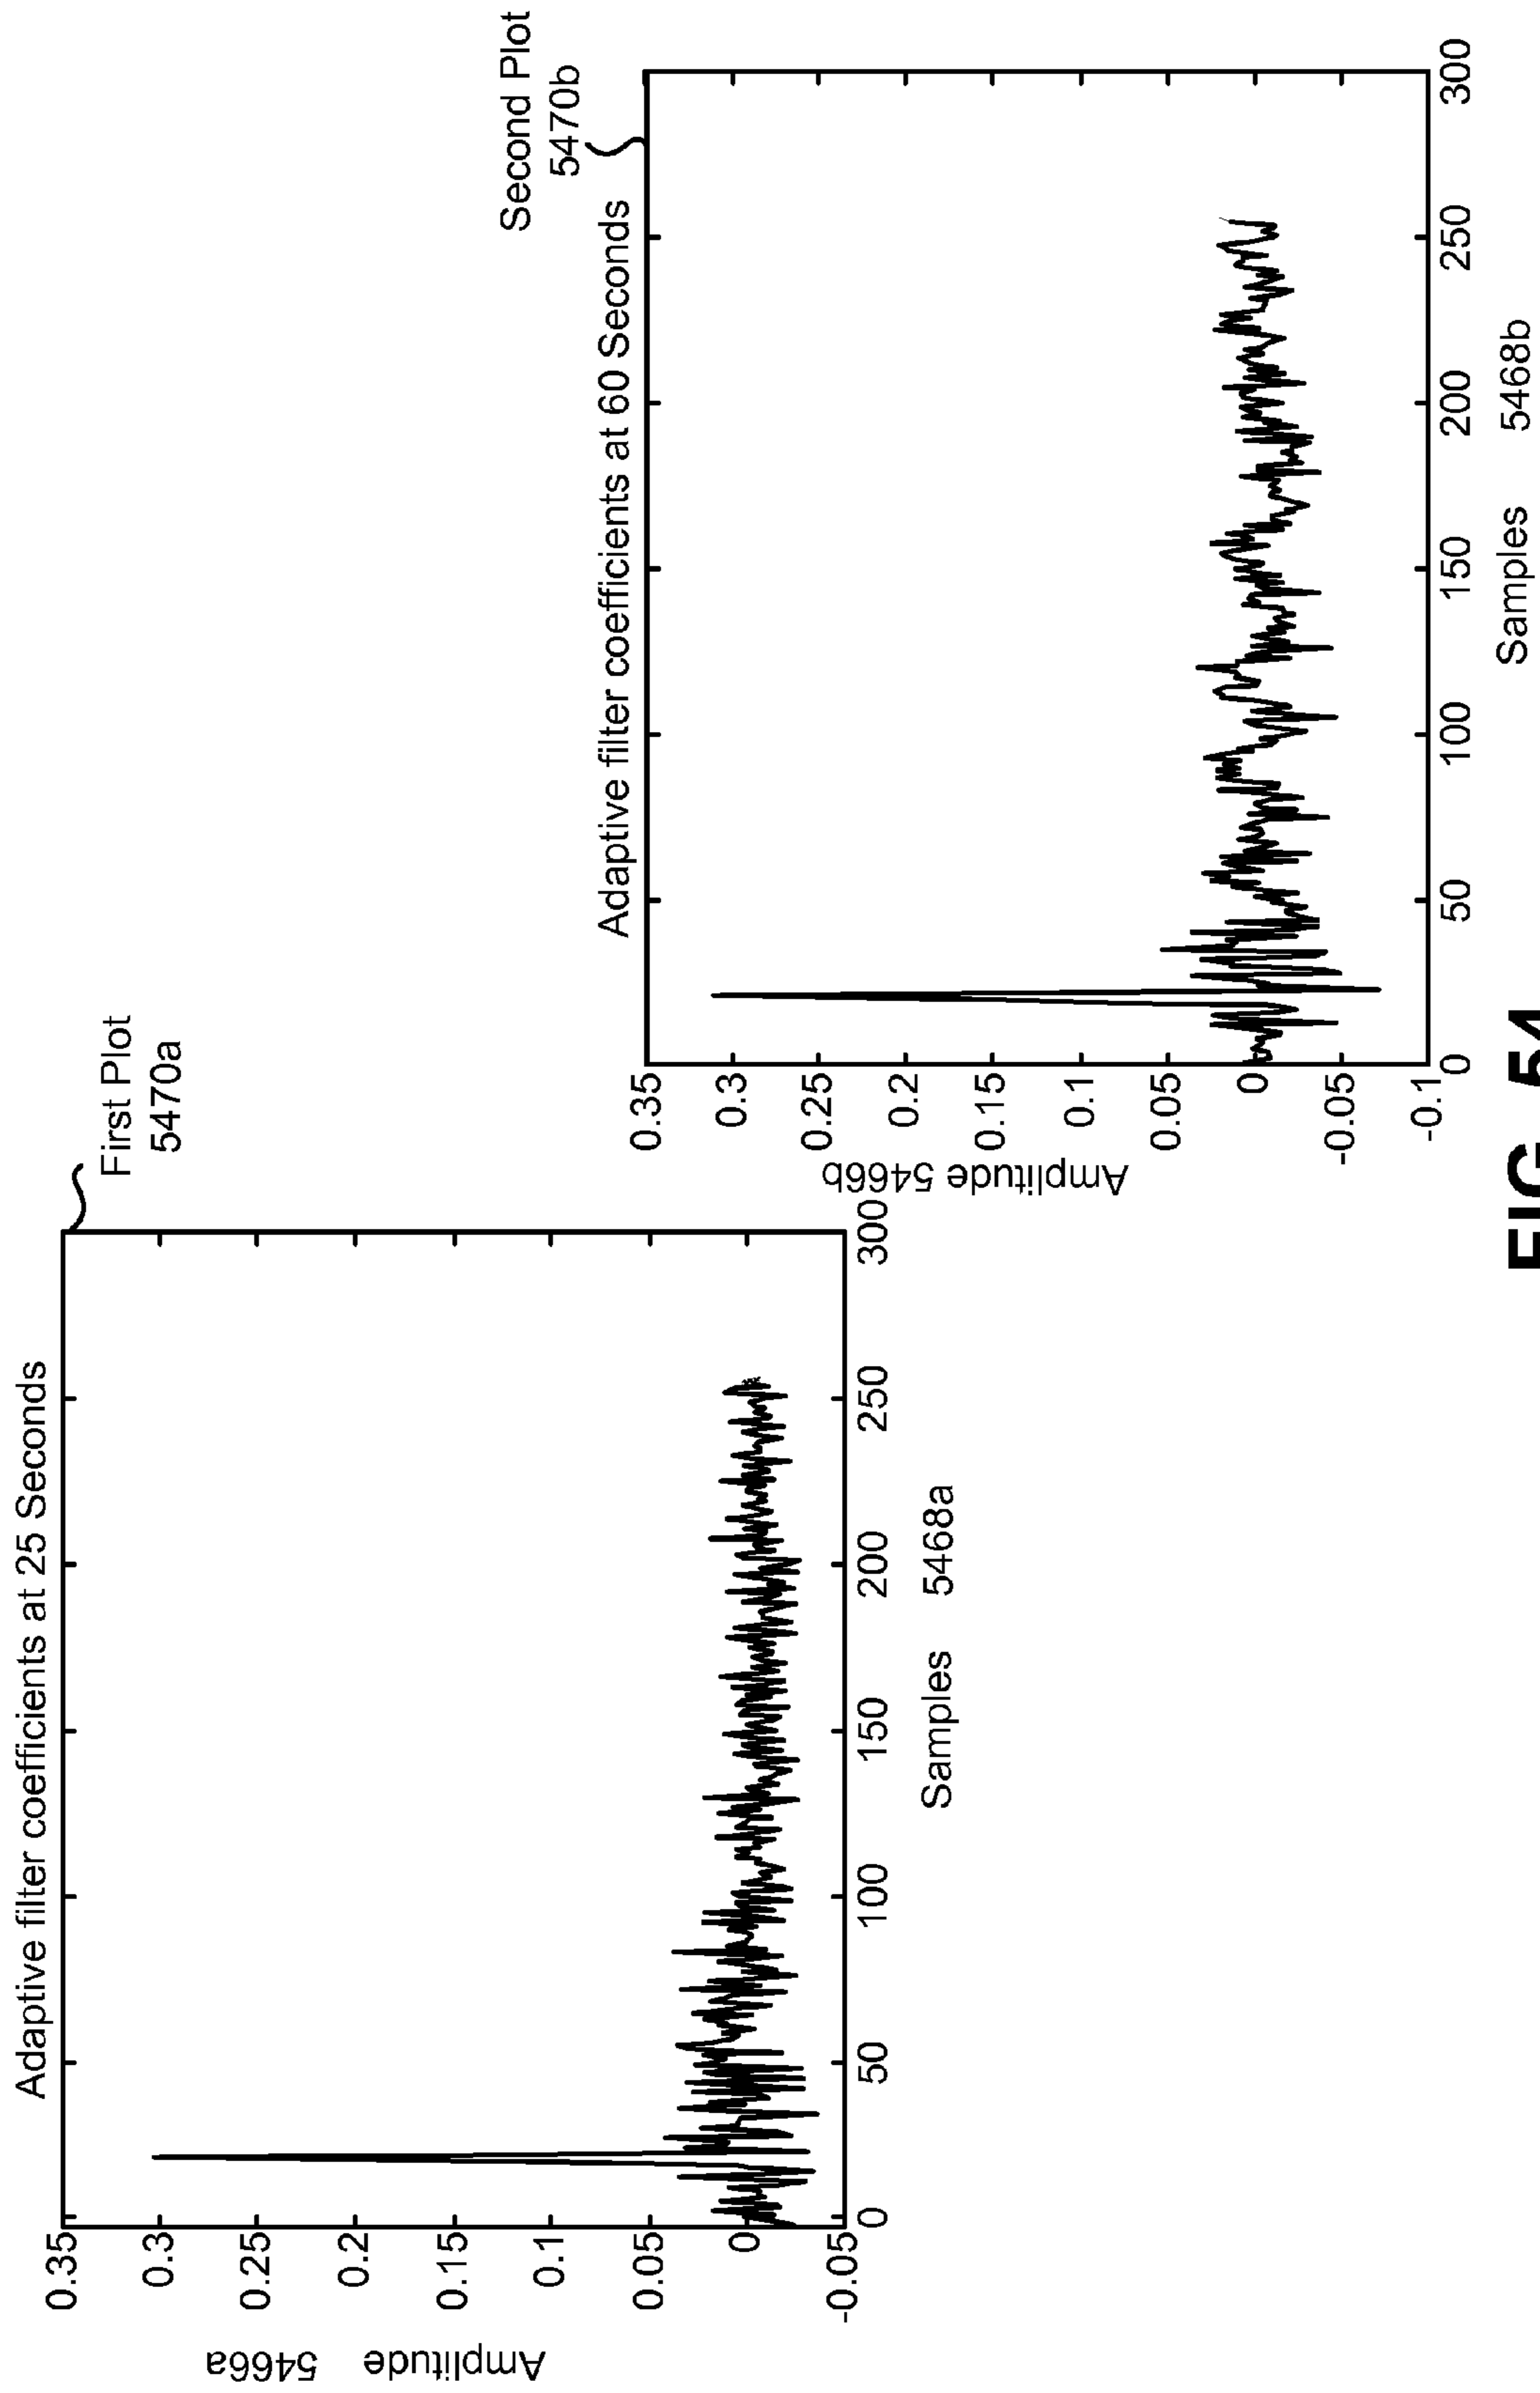 Adaptive filter coefficients at 25 Seconds
First Plot
5470a
0.35
0.3
0.25
0.2
0.15
0.1
0.05
0
-0.05
Amplitude 5466a
0 50 100 150 200 250 300
Samples 5468a
Second Plot
5470b
Adaptive filter coefficients at 60 Seconds
0.35
0.3
0.25
0.2
0.15
0.1
0.05
0
-0.05
-0.1
Amplitude 5466b
0 50 100 150 200 250 300
Samples 5468b
FIG. 54